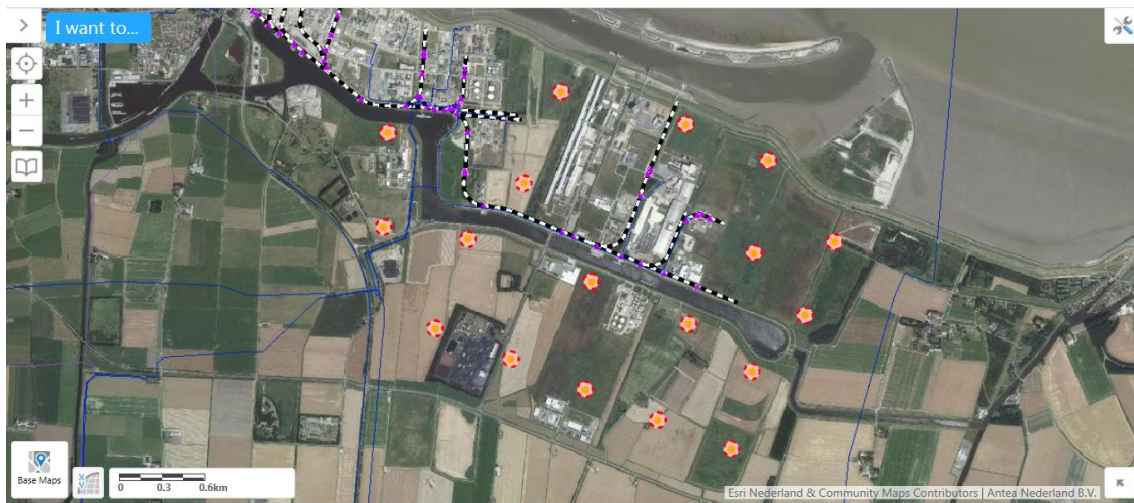 I want to...
Base Maps
0 0.3 0.6km
Esri Nederland & Community Maps Contributors | Antea Nederland B.V.